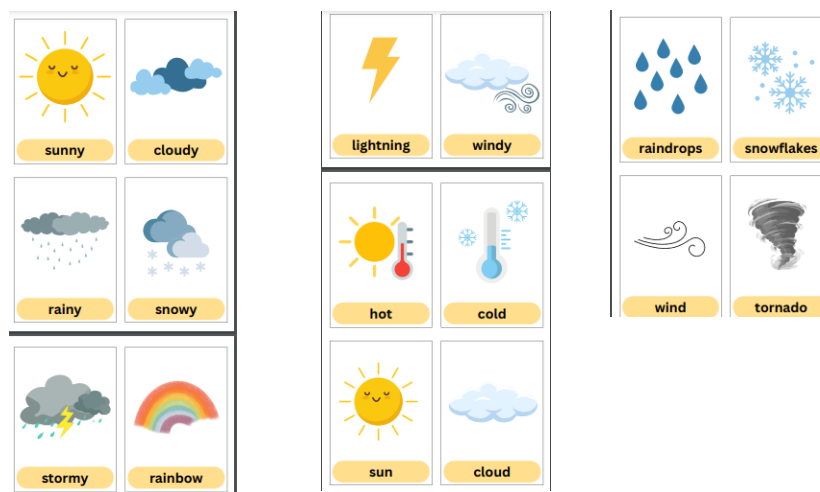 sunny
cloudy
rainy
snowy
stormy
rainbow
lightning
windy
hot
cold
sun
cloud
raindrops
snowflakes
wind
tornado